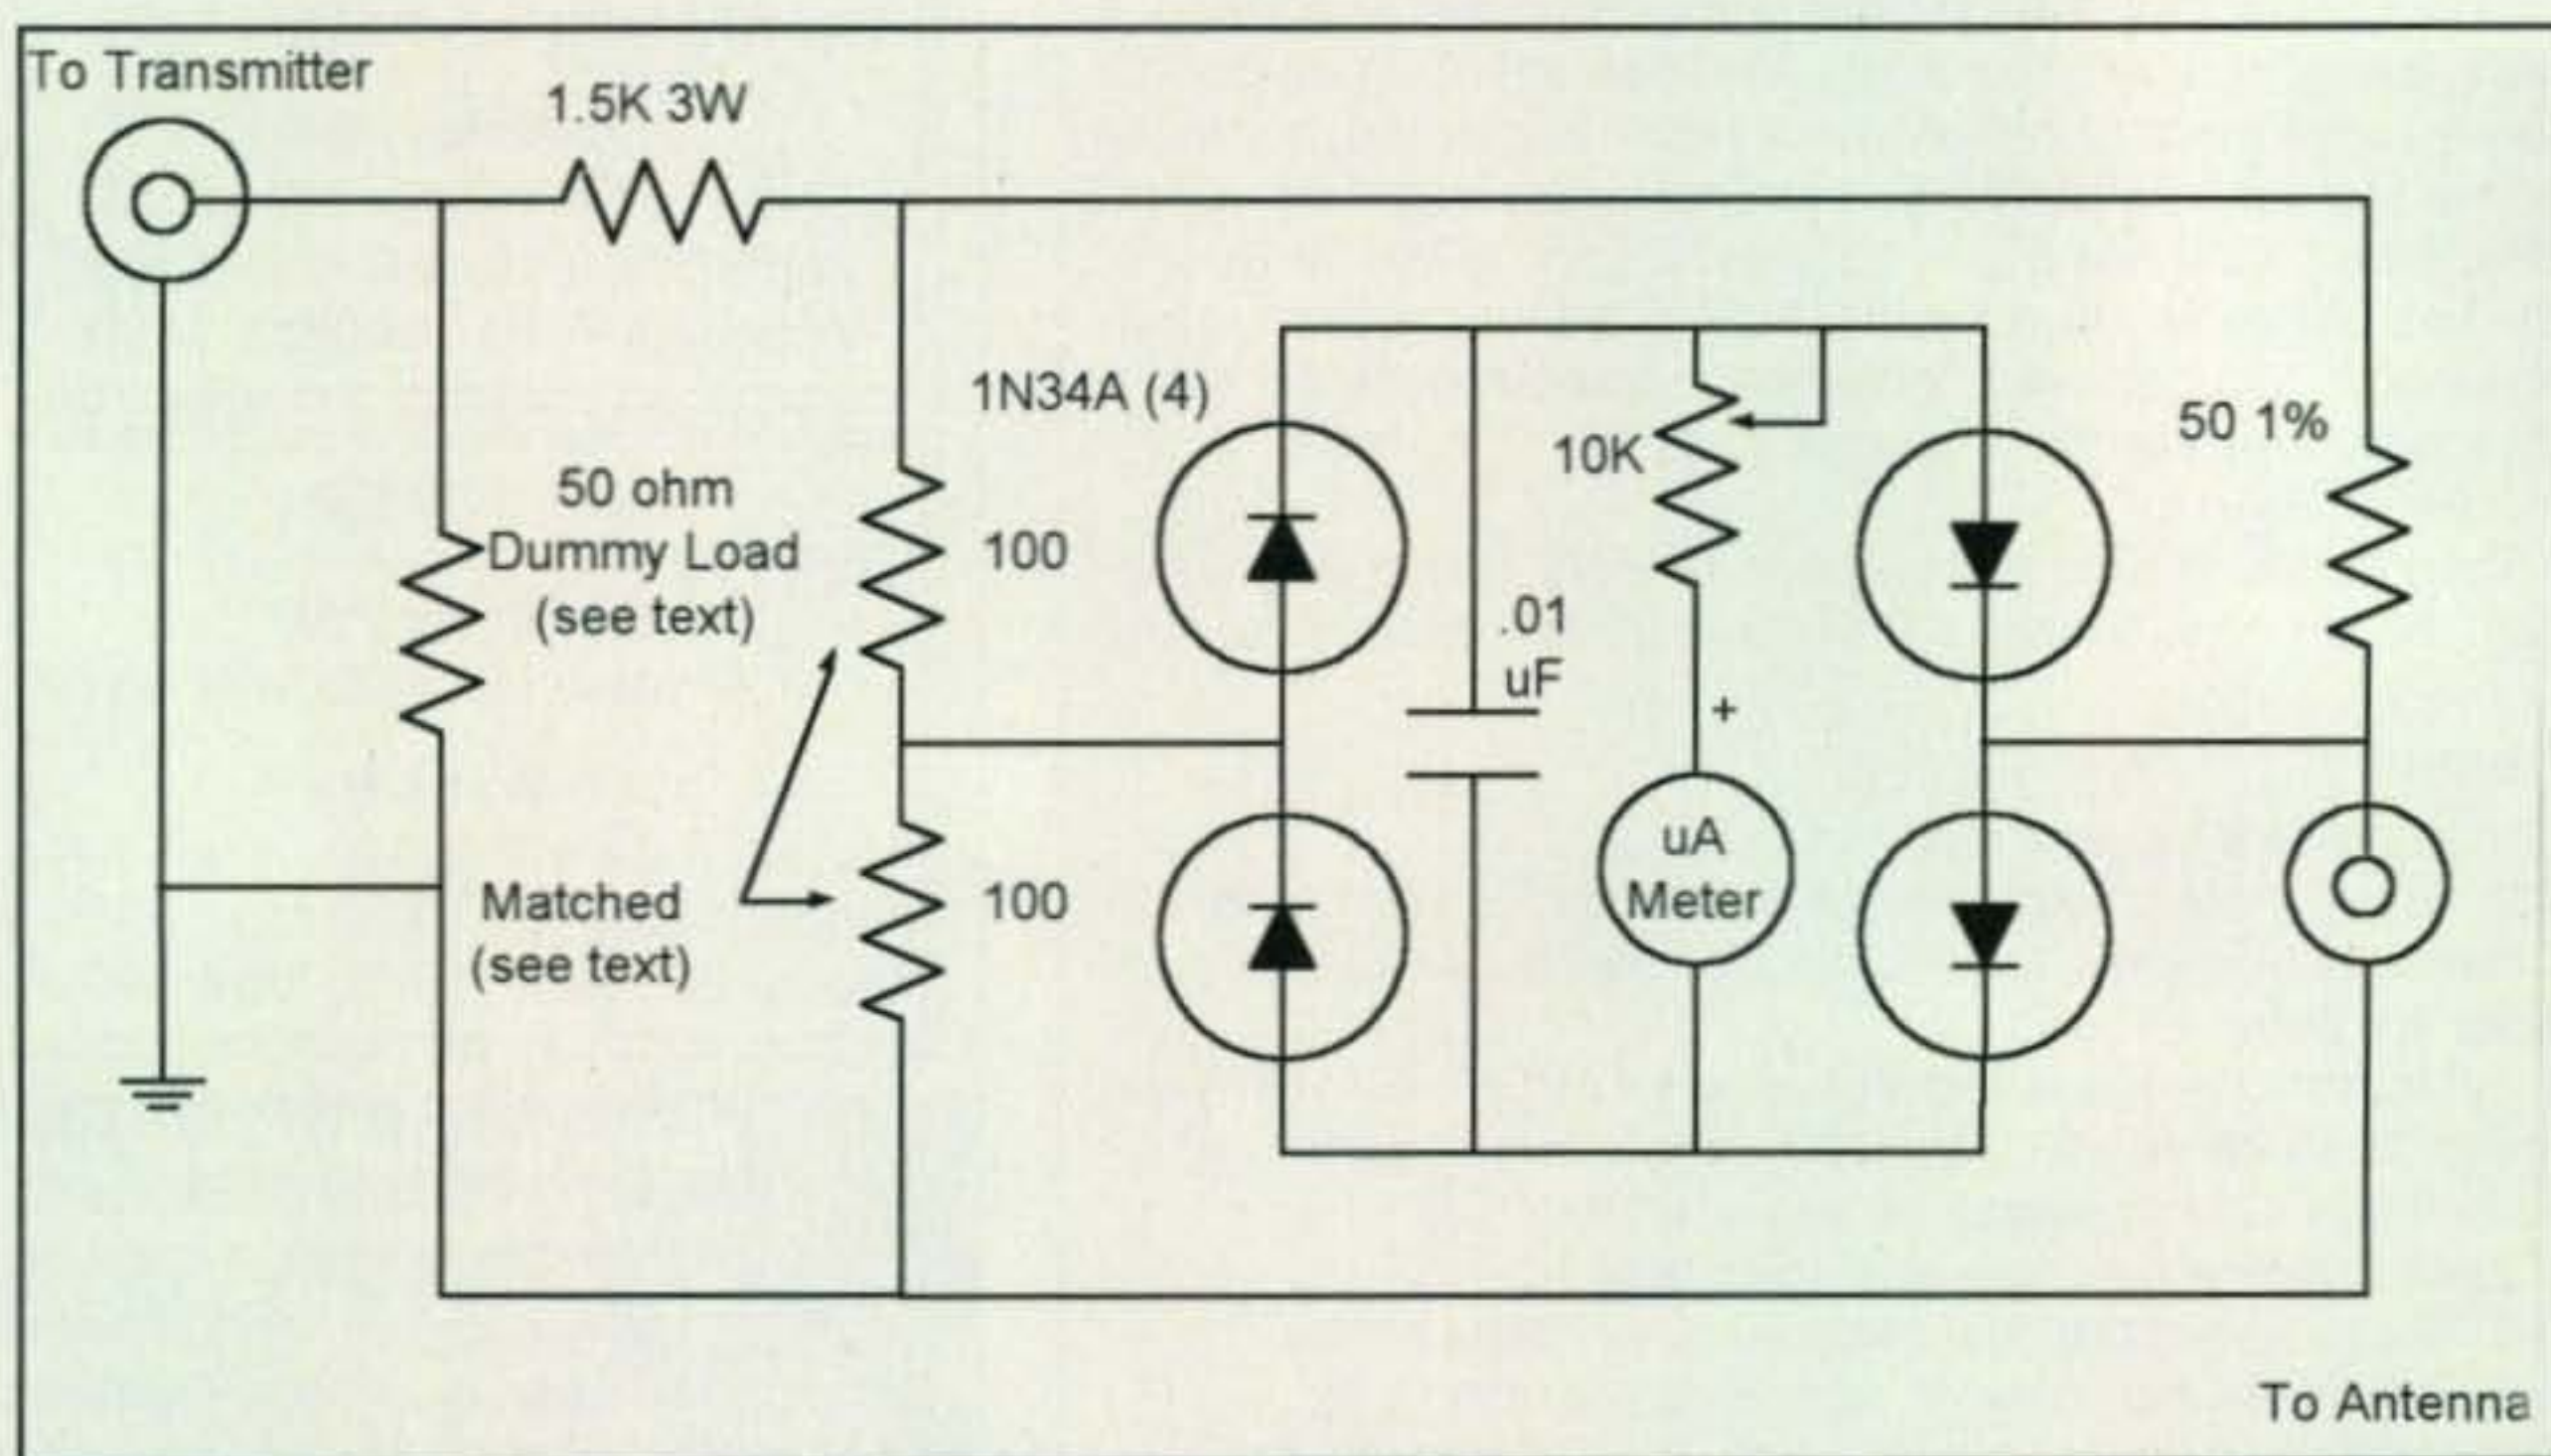 To Transmitter
1.5K 3W
1N34A (4)
50 1%
10K
50 ohm
Dummy Load
(see text)
100
.01
uF
+
uA
Meter
Matched
(see text)
100
To Antenna